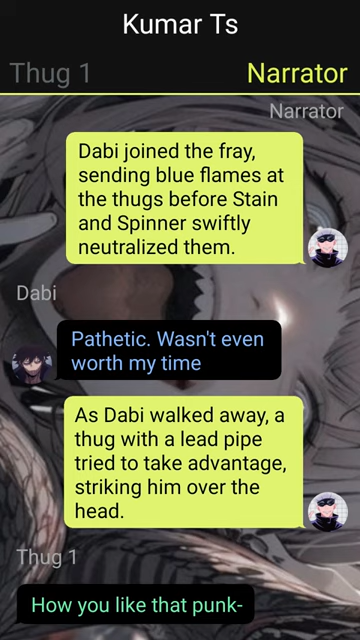 Kumar Ts
Thug 1
Narrator
Narrator
Dabi joined the fray,
sending blue flames at
the thugs before Stain
and Spinner swiftly
neutralized them.
Dabi
Pathetic. Wasn't even
worth my time
As Dabi walked away, a
thug with a lead pipe
tried to take advantage,
striking him over the
head.
Thug 1
How you like that punk-